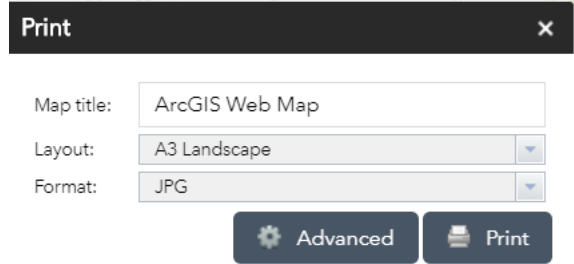 Print
Map title: ArcGIS Web Map
Layout: A3 Landscape
Format: JPG
Advanced Print